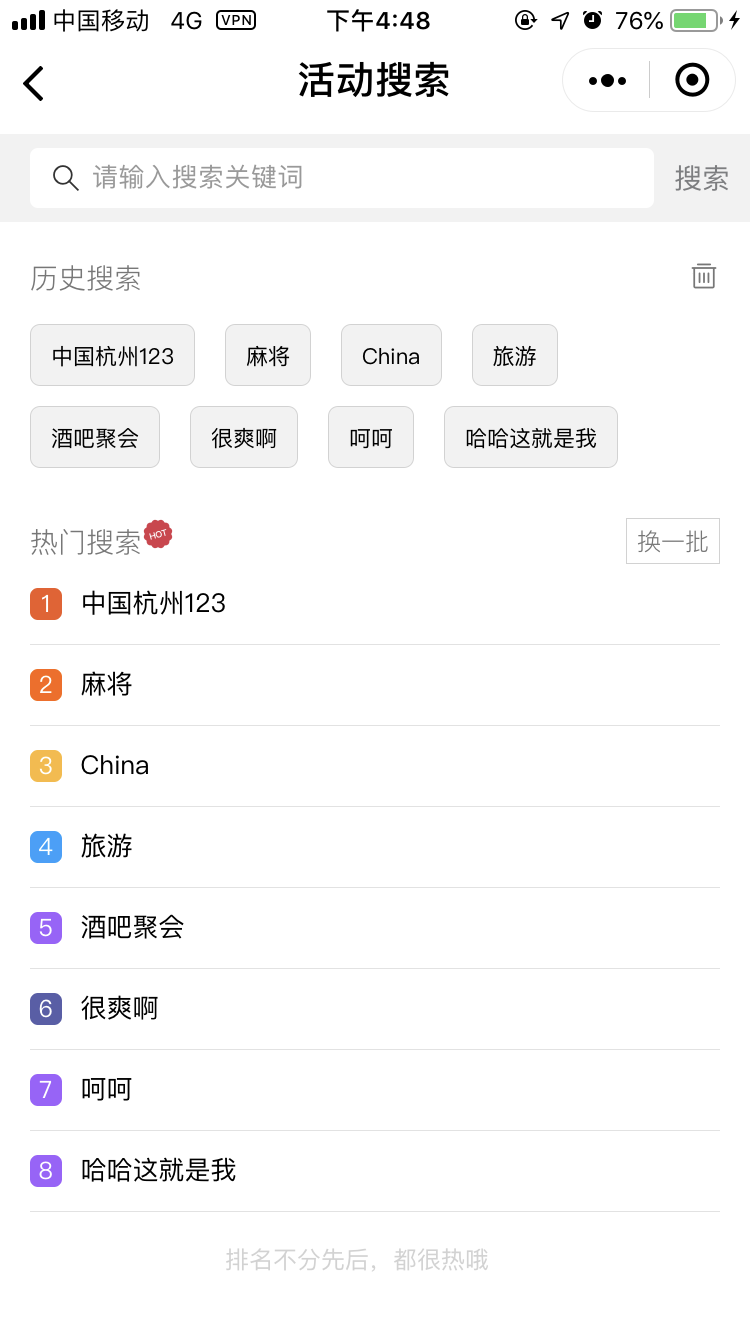 中国移动 4G VPN 下午4:48 76%
活动搜索
请输入搜索关键词 搜索
历史搜索
中国杭州123 麻将 China 旅游
酒吧聚会 很爽啊 呵呵 哈哈这就是我
热门搜索 HOT 换一批
1 中国杭州123
2 麻将
3 China
4 旅游
5 酒吧聚会
6 很爽啊
7 呵呵
8 哈哈这就是我
排名不分先后，都很热哦